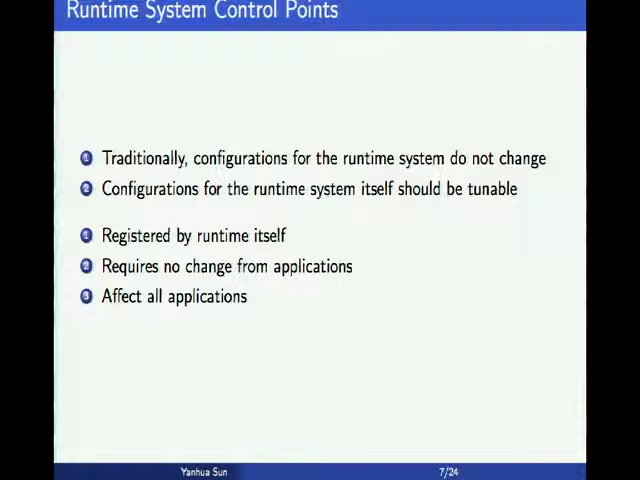 Runtime System Control Points
1 Traditionally, configurations for the runtime system do not change
2 Configurations for the runtime system itself should be tunable
1 Registered by runtime itself
2 Requires no change from applications
3 Affect all applications
Yanhua Sun 7/24